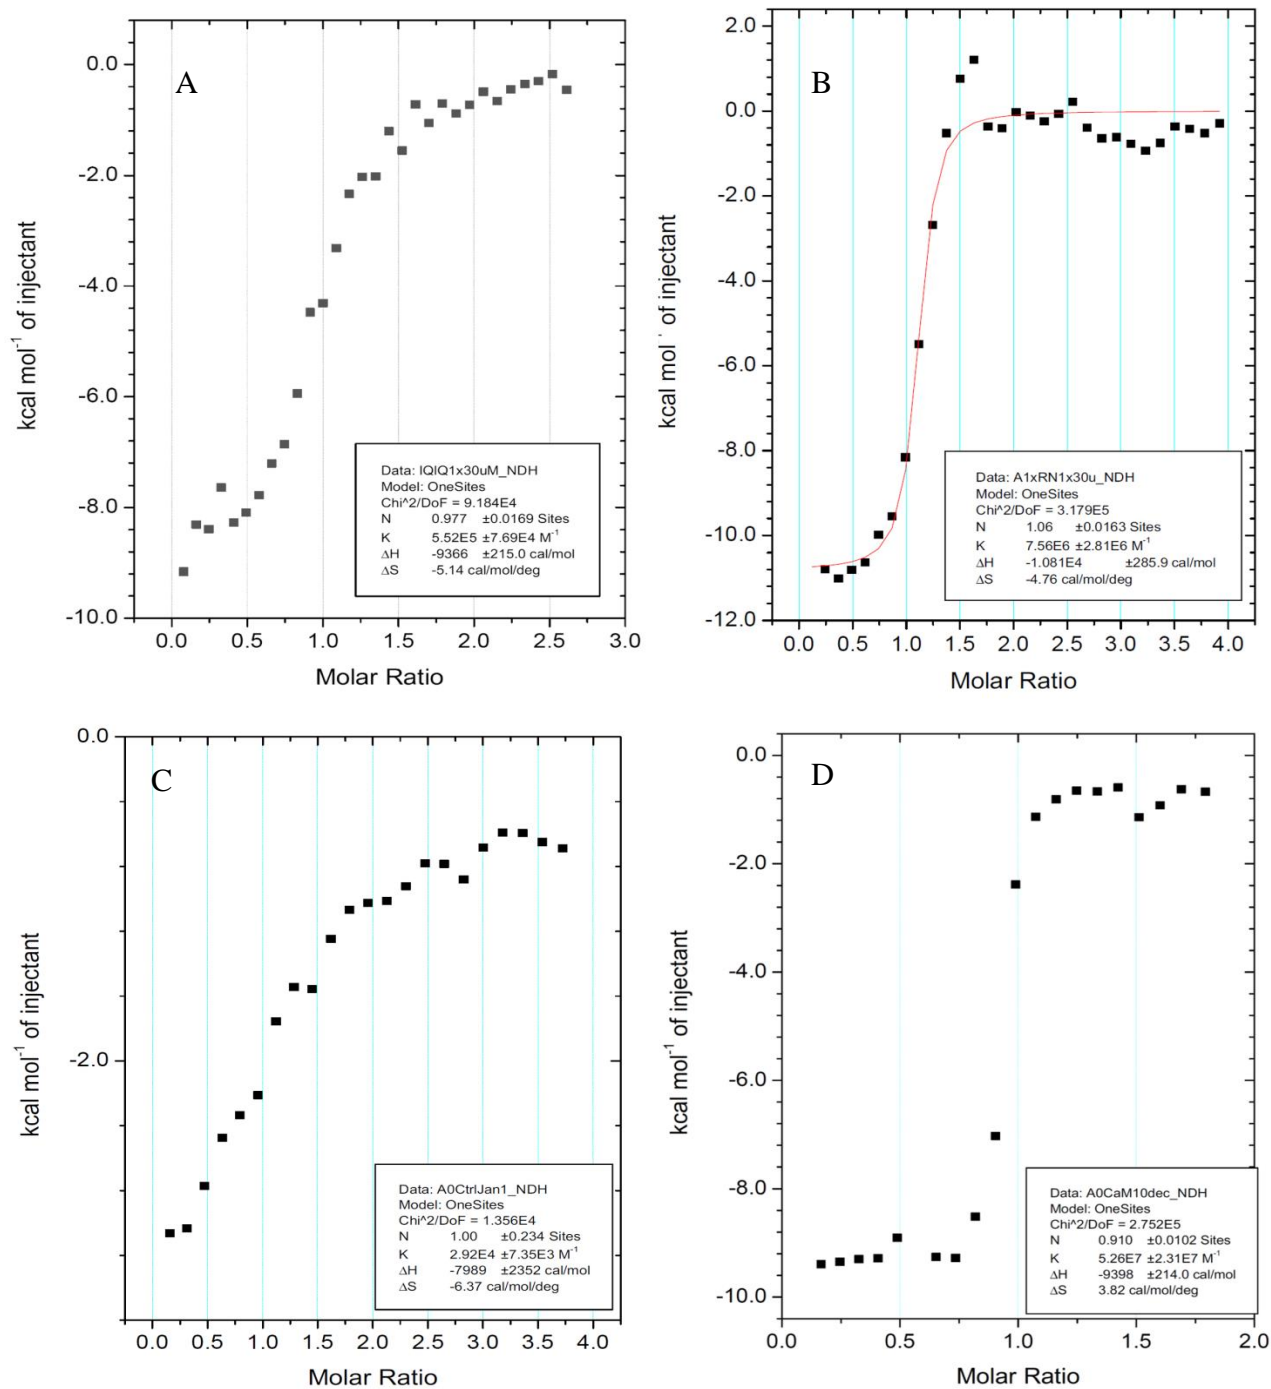 A
0.0
-2.0
-4.0
-6.0
-8.0
-10.0
kcal mol⁻¹ of injectant
Data: IQIQ1x30uM_NDH
Model: OneSites
Chi^2/DoF = 9.184E4
N 0.977 ±0.0169 Sites
K 5.52E5 ±7.69E4 M⁻¹
ΔH -9366 ±215.0 cal/mol
ΔS -5.14 cal/mol/deg
0.0 0.5 1.0 1.5 2.0 2.5 3.0
Molar Ratio
B
2.0
0.0
-2.0
-4.0
-6.0
-8.0
-10.0
-12.0
kcal mol ' of injectant
Data: A1xRN1x30u_NDH
Model: OneSites
Chi^2/DoF = 3.179E5
N 1.06 ±0.0163 Sites
K 7.56E6 ±2.81E6 M⁻¹
ΔH -1.081E4 ±285.9 cal/mol
ΔS -4.76 cal/mol/deg
0.0 0.5 1.0 1.5 2.0 2.5 3.0 3.5 4.0
Molar Ratio
C
0.0
-2.0
kcal mol⁻¹ of injectant
Data: A0CtrlJan1_NDH
Model: OneSites
Chi^2/DoF = 1.356E4
N 1.00 ±0.234 Sites
K 2.92E4 ±7.35E3 M⁻¹
ΔH -7989 ±2352 cal/mol
ΔS -6.37 cal/mol/deg
0.0 0.5 1.0 1.5 2.0 2.5 3.0 3.5 4.0
Molar Ratio
D
0.0
-2.0
-4.0
-6.0
-8.0
-10.0
kcal mol⁻¹ of injectant
Data: A0CaM10dec_NDH
Model: OneSites
Chi^2/DoF = 2.752E5
N 0.910 ±0.0102 Sites
K 5.26E7 ±2.31E7 M⁻¹
ΔH -9398 ±214.0 cal/mol
ΔS 3.82 cal/mol/deg
0.0 0.5 1.0 1.5 2.0
Molar Ratio